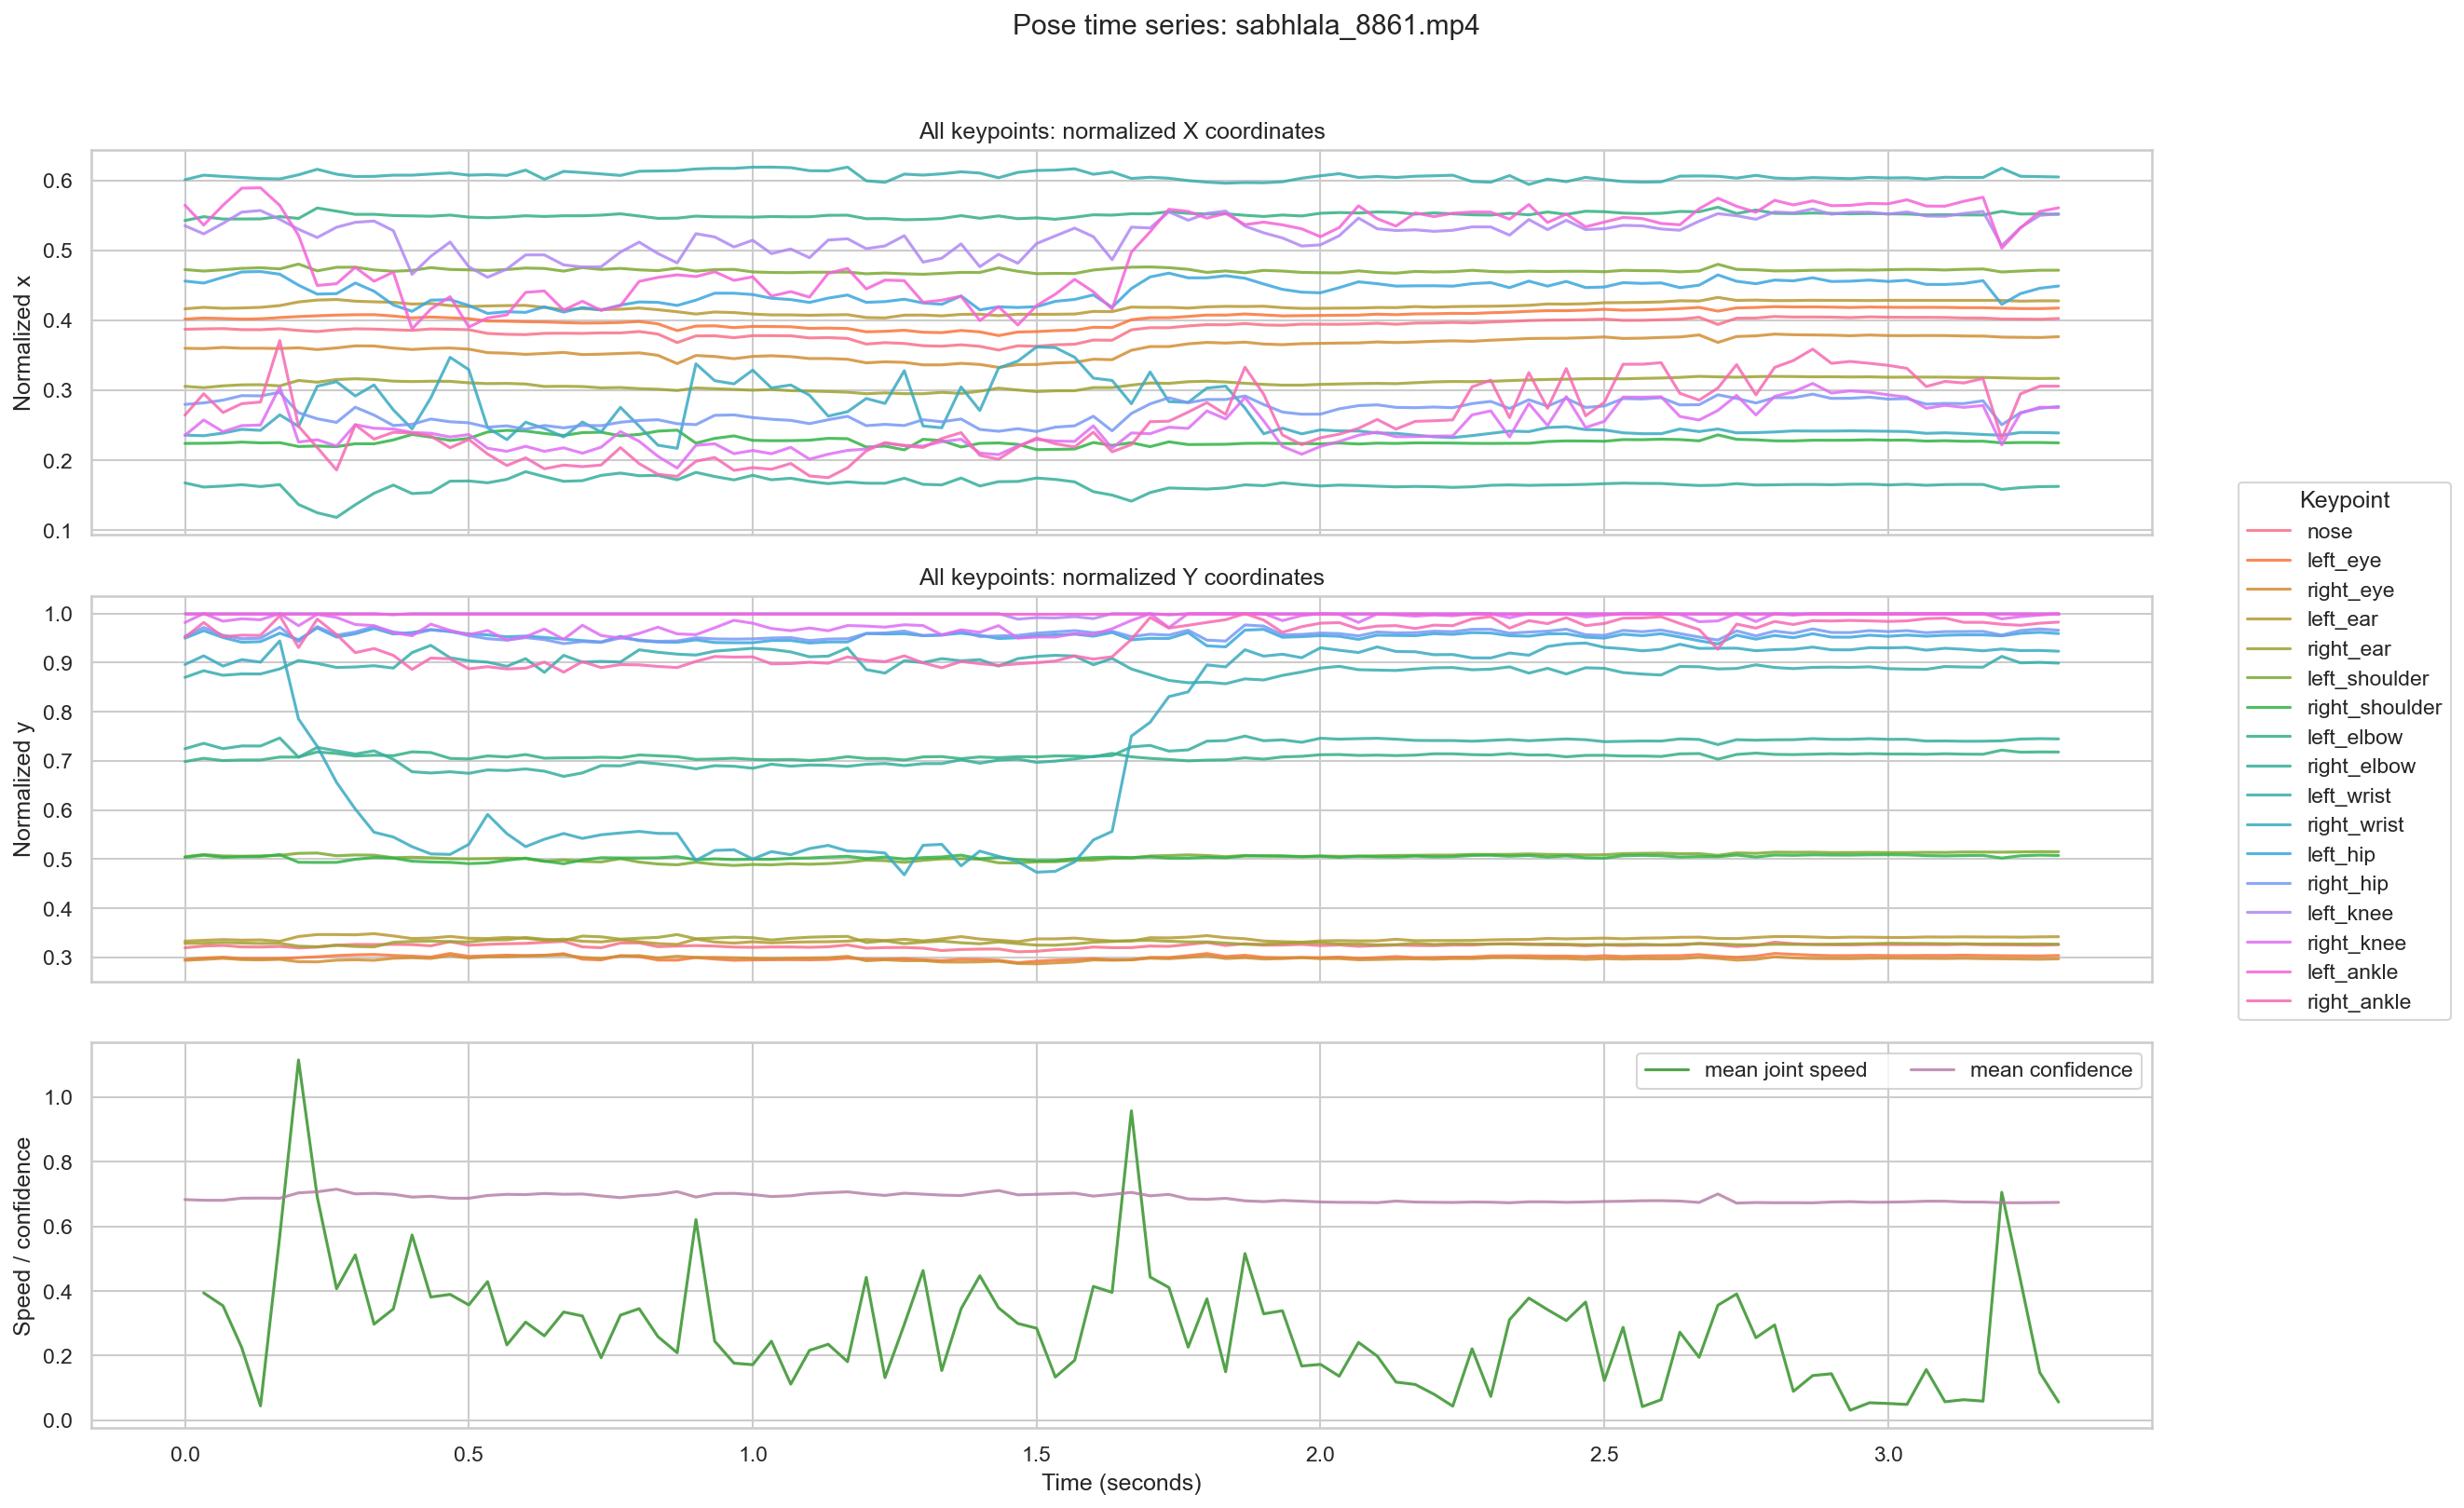 Pose time series: sabhlala_8861.mp4
All keypoints: normalized X coordinates
Normalized x
0.6
0.5
0.4
0.3
0.2
0.1
All keypoints: normalized Y coordinates
Normalized y
1.0
0.9
0.8
0.7
0.6
0.5
0.4
0.3
Keypoint
nose
left_eye
right_eye
left_ear
right_ear
left_shoulder
right_shoulder
left_elbow
right_elbow
left_wrist
right_wrist
left_hip
right_hip
left_knee
right_knee
left_ankle
right_ankle
mean joint speed
mean confidence
Speed / confidence
1.0
0.8
0.6
0.4
0.2
0.0
0.0 0.5 1.0 1.5 2.0 2.5 3.0
Time (seconds)